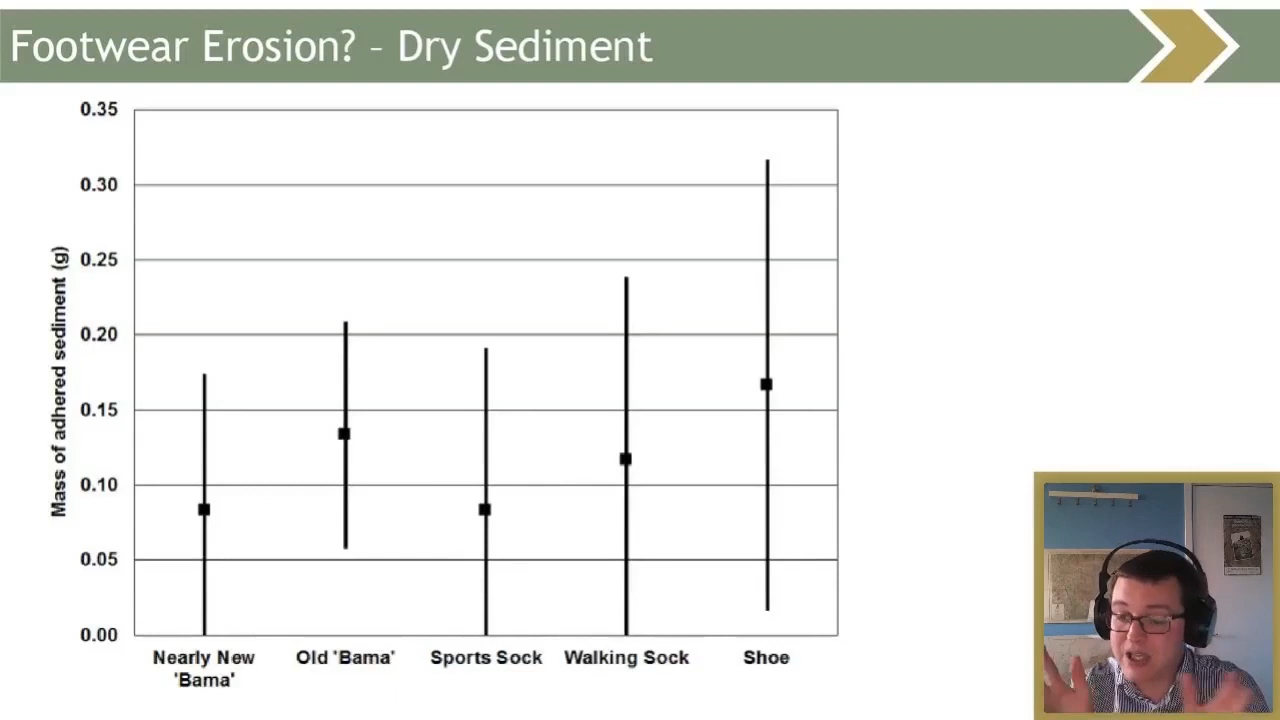 Footwear Erosion? – Dry Sediment
Mass of adhered sediment (g)
0.35
0.30
0.25
0.20
0.15
0.10
0.05
0.00
Nearly New
'Bama'
Old 'Bama'
Sports Sock
Walking Sock
Shoe